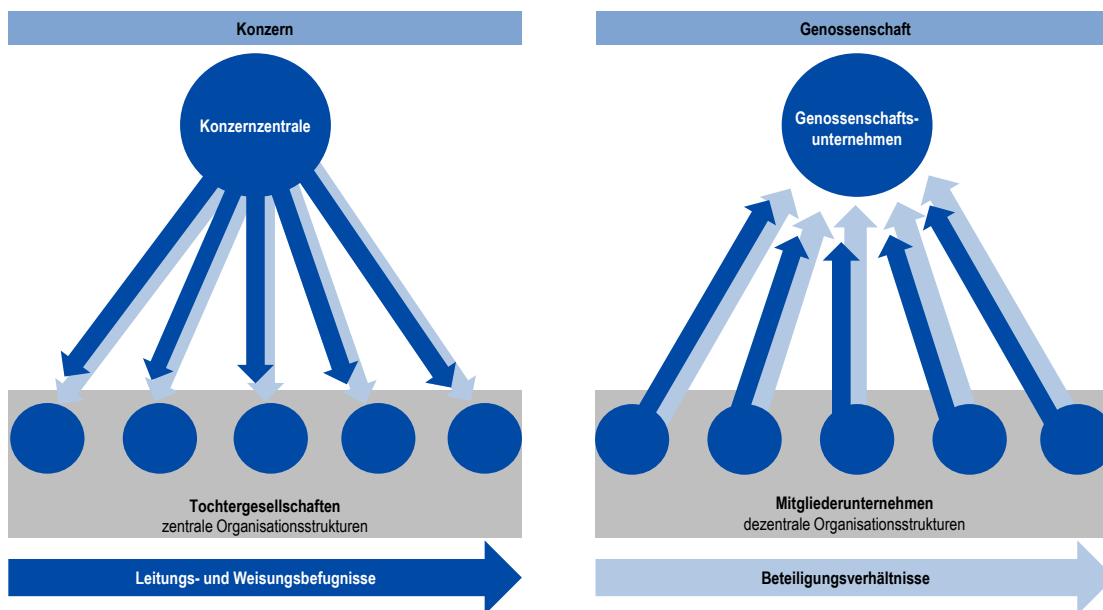 Konzern
Konzernzentrale
Tochtergesellschaften
zentrale Organisationsstrukturen
Leitungs- und Weisungsbefugnisse
Genossenschaft
Genossenschafts-
unternehmen
Mitgliederunternehmen
dezentrale Organisationsstrukturen
Beteiligungsverhältnisse